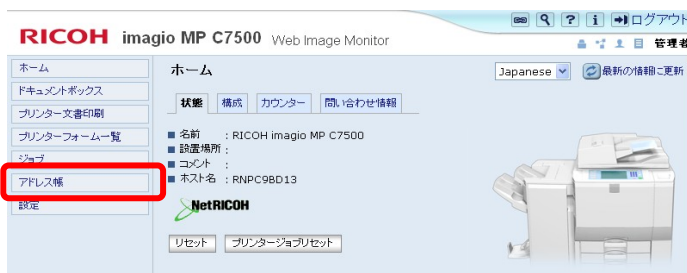 ログアウト
RICOH imagio MP C7500 Web Image Monitor
管理者
ホーム
ドキュメントボックス
プリンター文書印刷
プリンターフォーム一覧
ジョブ
アドレス帳
設定
ホーム
Japanese
最新の情報に更新
状態 構成 カウンター 問い合わせ情報
名前 : RICOH imagio MP C7500
設置場所 :
コメント :
ホスト名 : RNPC9BD13
NetRICOH
リセット プリンタージョブリセット